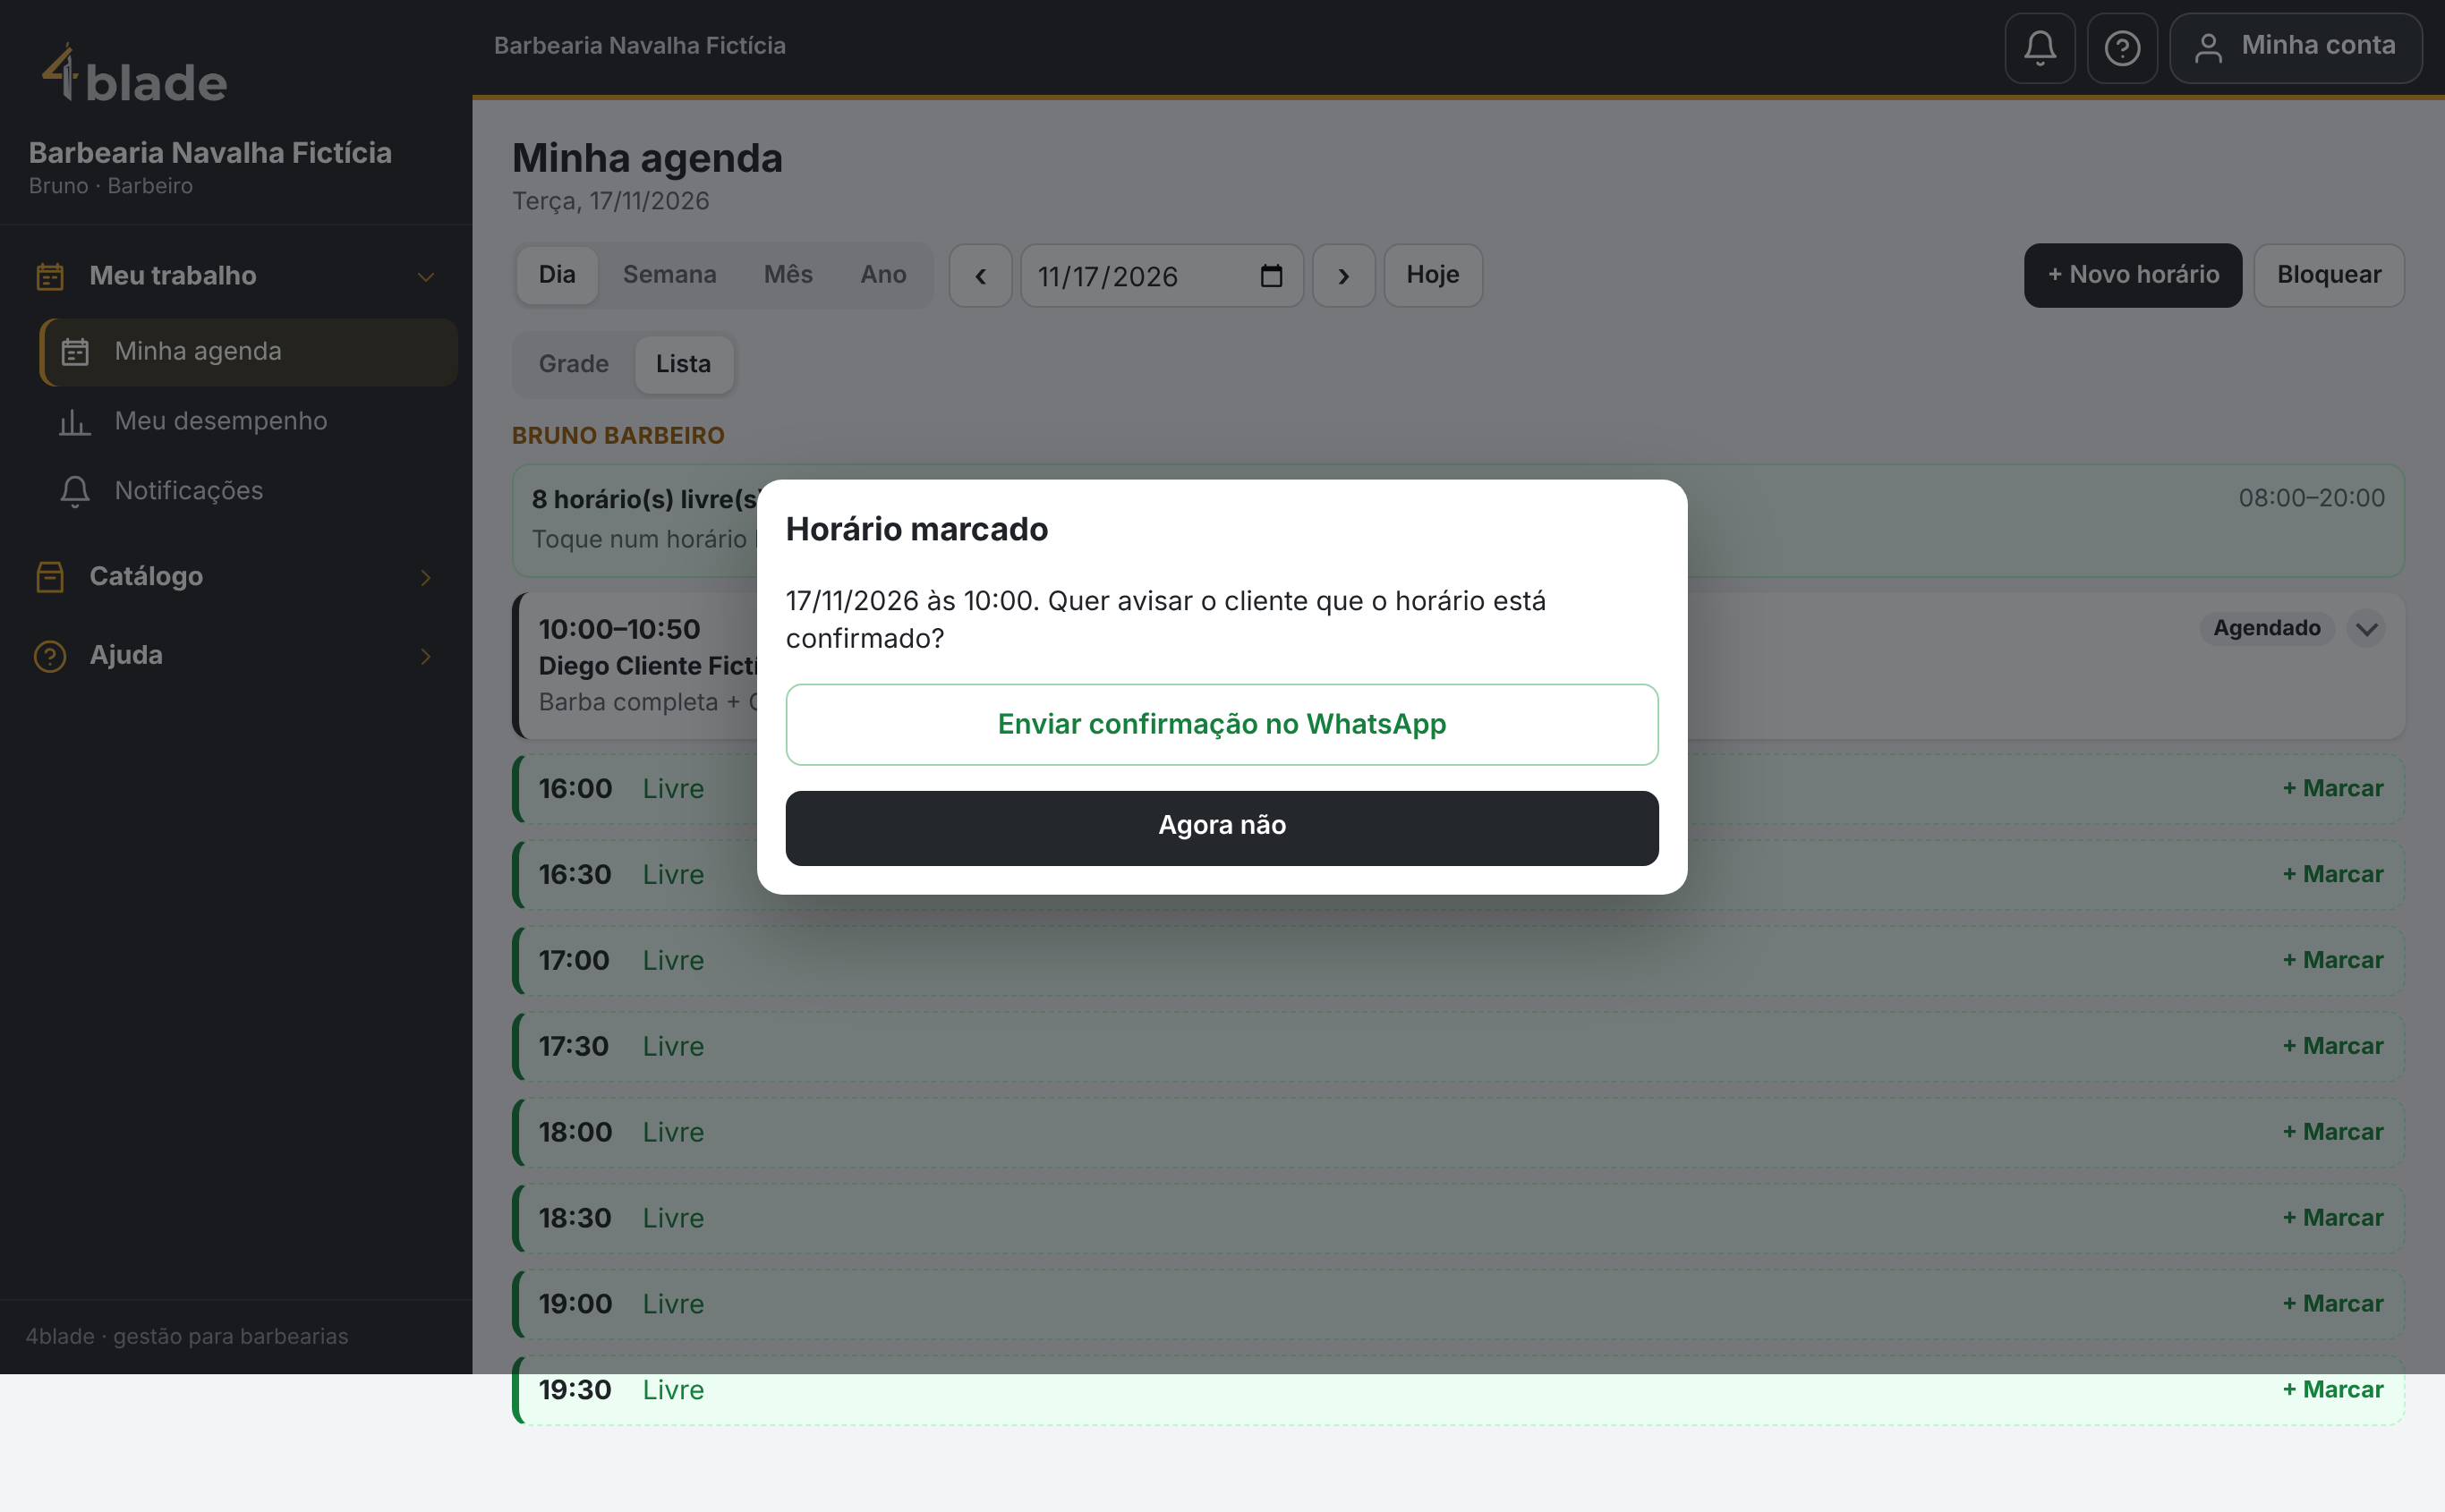 4blade
Barbearia Navalha Fictícia
Bruno · Barbeiro
Meu trabalho
Minha agenda
Meu desempenho
Notificações
Catálogo
Ajuda
4blade · gestão para barbearias
Barbearia Navalha Fictícia
Minha conta
Minha agenda
Terça, 17/11/2026
Dia Semana Mês Ano ‹ 11/17/2026 › Hoje + Novo horário Bloquear
Grade Lista
BRUNO BARBEIRO
8 horário(s) livre(s) 08:00–20:00
Toque num horário
Horário marcado
17/11/2026 às 10:00. Quer avisar o cliente que o horário está
confirmado?
Enviar confirmação no WhatsApp
Agora não
10:00–10:50 Agendado
Diego Cliente
Barba completa +
16:00 Livre + Marcar
16:30 Livre + Marcar
17:00 Livre + Marcar
17:30 Livre + Marcar
18:00 Livre + Marcar
18:30 Livre + Marcar
19:00 Livre + Marcar
19:30 Livre + Marcar